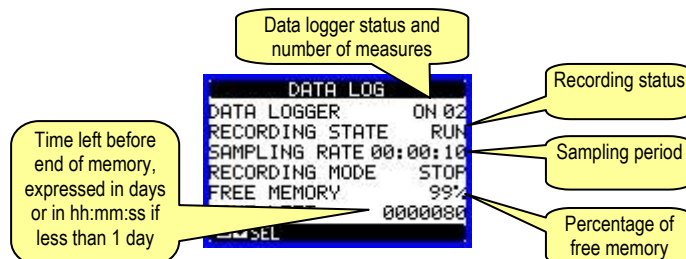 Data logger status and
number of measures
DATA LOG
Recording status
DATA LOGGER ON 02
RECORDING STATE RUN
SAMPLING RATE 00:00:10
RECORDING MODE STOP
FREE MEMORY 99%
0000080
SEL
Time left before
end of memory,
expressed in days
or in hh:mm:ss if
less than 1 day
Sampling period
Percentage of
free memory